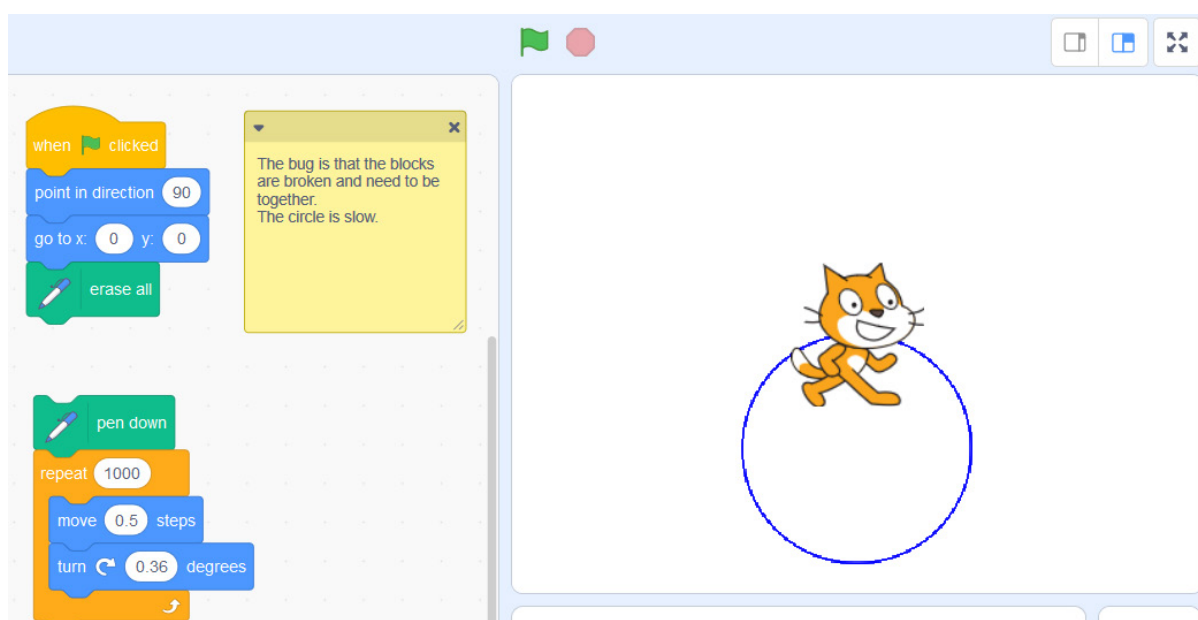 when clicked
point in direction 90
go to x: 0 y: 0
erase all
The bug is that the blocks
are broken and need to be
together.
The circle is slow.
pen down
repeat 1000
move 0.5 steps
turn 0.36 degrees